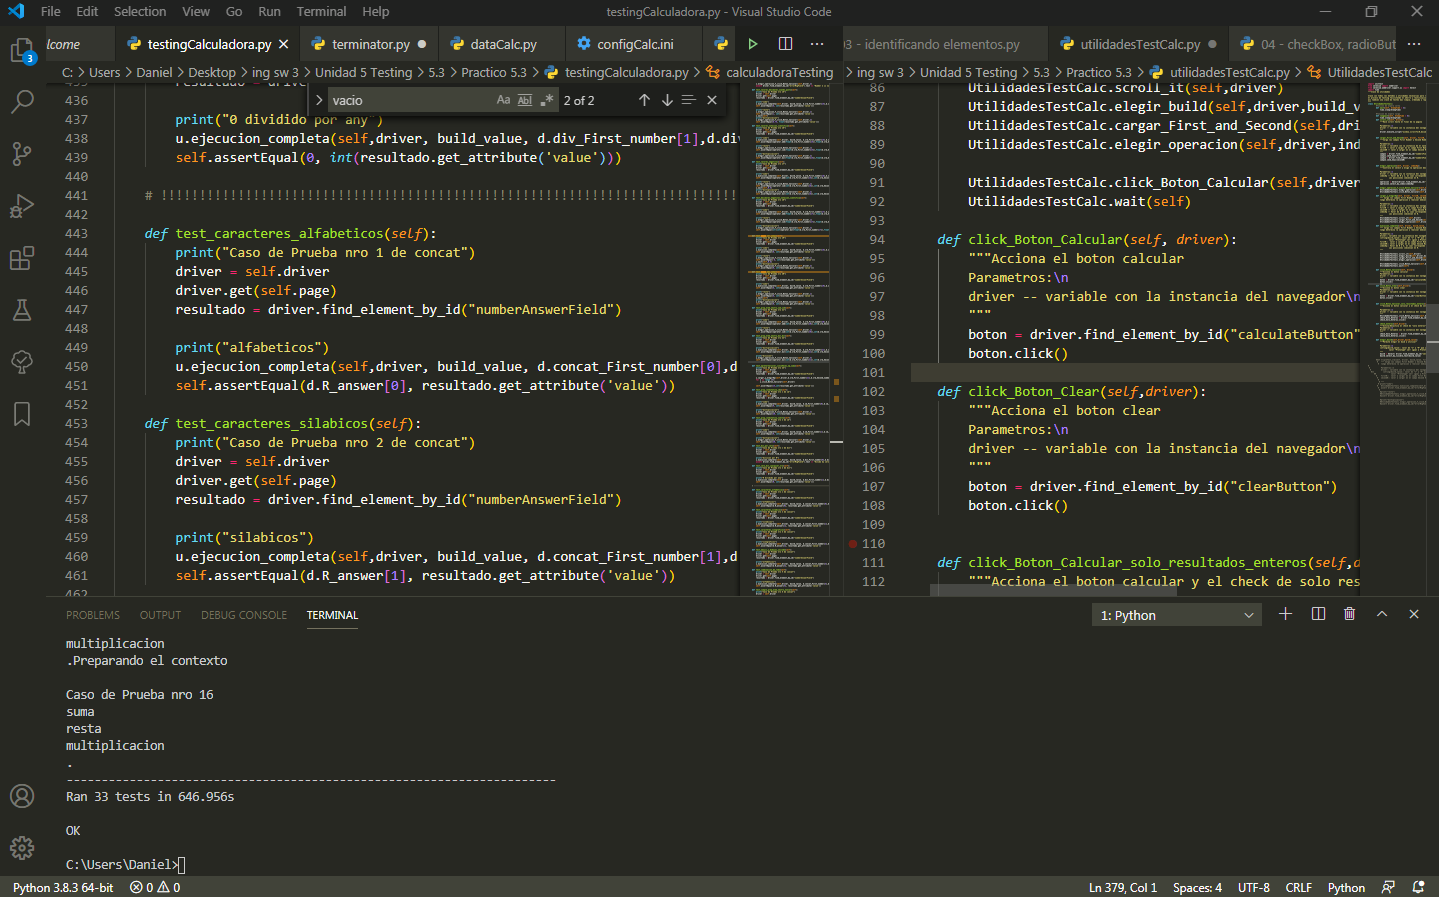 File Edit Selection View Go Run Terminal Help
testingCalculadora.py - Visual Studio Code
lcome
testingCalculadora.py
terminator.py
dataCalc.py
configCalc.ini
03 - identificando elementos.py
utilidadesTestCalc.py
04 - checkBox, radioBut
C: > Users > Daniel > Desktop > ing sw 3 > Unidad 5 Testing > 5.3 > Practico 5.3 > testingCalculadora.py > calculadoraTesting
> ing sw 3 > Unidad 5 Testing > 5.3 > Practico 5.3 > utilidadesTestCalc.py > UtilidadesTestCalc
3
vacio
Aa Abl .*
2 of 2
436
437 print("0 dividido por any")
438 u.ejecucion_completa(self,driver, build_value, d.div_First_number[1],d.di
439 self.assertEqual(0, int(resultado.get_attribute('value')))
440
441 # !!!!!!!!!!!!!!!!!!!!!!!!!!!!!!!!!!!!!!!!!!!!!!!!!!!!!!!!!!!!!!!!!!!!!!!!!!!
442
443 def test_caracteres_alfabeticos(self):
444 print("Caso de Prueba nro 1 de concat")
445 driver = self.driver
446 driver.get(self.page)
447 resultado = driver.find_element_by_id("numberAnswerField")
448
449 print("alfabeticos")
450 u.ejecucion_completa(self,driver, build_value, d.concat_First_number[0],d
451 self.assertEqual(d.R_answer[0], resultado.get_attribute('value'))
452
453 def test_caracteres_silabicos(self):
454 print("Caso de Prueba nro 2 de concat")
455 driver = self.driver
456 driver.get(self.page)
457 resultado = driver.find_element_by_id("numberAnswerField")
458
459 print("silabicos")
460 u.ejecucion_completa(self,driver, build_value, d.concat_First_number[1],d
461 self.assertEqual(d.R_answer[1], resultado.get_attribute('value'))
462
86 UtilidadesTestCalc.scroll_it(self,driver)
87 UtilidadesTestCalc.elegir_build(self,driver,build_v
88 UtilidadesTestCalc.cargar_First_and_Second(self,dri
89 UtilidadesTestCalc.elegir_operacion(self,driver,ind
90
91 UtilidadesTestCalc.click_Boton_Calcular(self,driver
92 UtilidadesTestCalc.wait(self)
93
94 def click_Boton_Calcular(self, driver):
95 """Acciona el boton calcular
96 Parametros:\n
97 driver -- variable con la instancia del navegador\n
98 """
99 boton = driver.find_element_by_id("calculateButton"
100 boton.click()
101
102 def click_Boton_Clear(self,driver):
103 """Acciona el boton clear
104 Parametros:\n
105 driver -- variable con la instancia del navegador\n
106 """
107 boton = driver.find_element_by_id("clearButton")
108 boton.click()
109
110
111 def click_Boton_Calcular_solo_resultados_enteros(self,d
112 """Acciona el boton calcular y el check de solo res
PROBLEMS OUTPUT DEBUG CONSOLE TERMINAL
1: Python
multiplicacion
.Preparando el contexto
Caso de Prueba nro 16
suma
resta
multiplicacion
.
----------------------------------------------------------------------
Ran 33 tests in 646.956s
OK
C:\Users\Daniel>
Python 3.8.3 64-bit
0 0
Ln 379, Col 1 Spaces: 4 UTF-8 CRLF Python